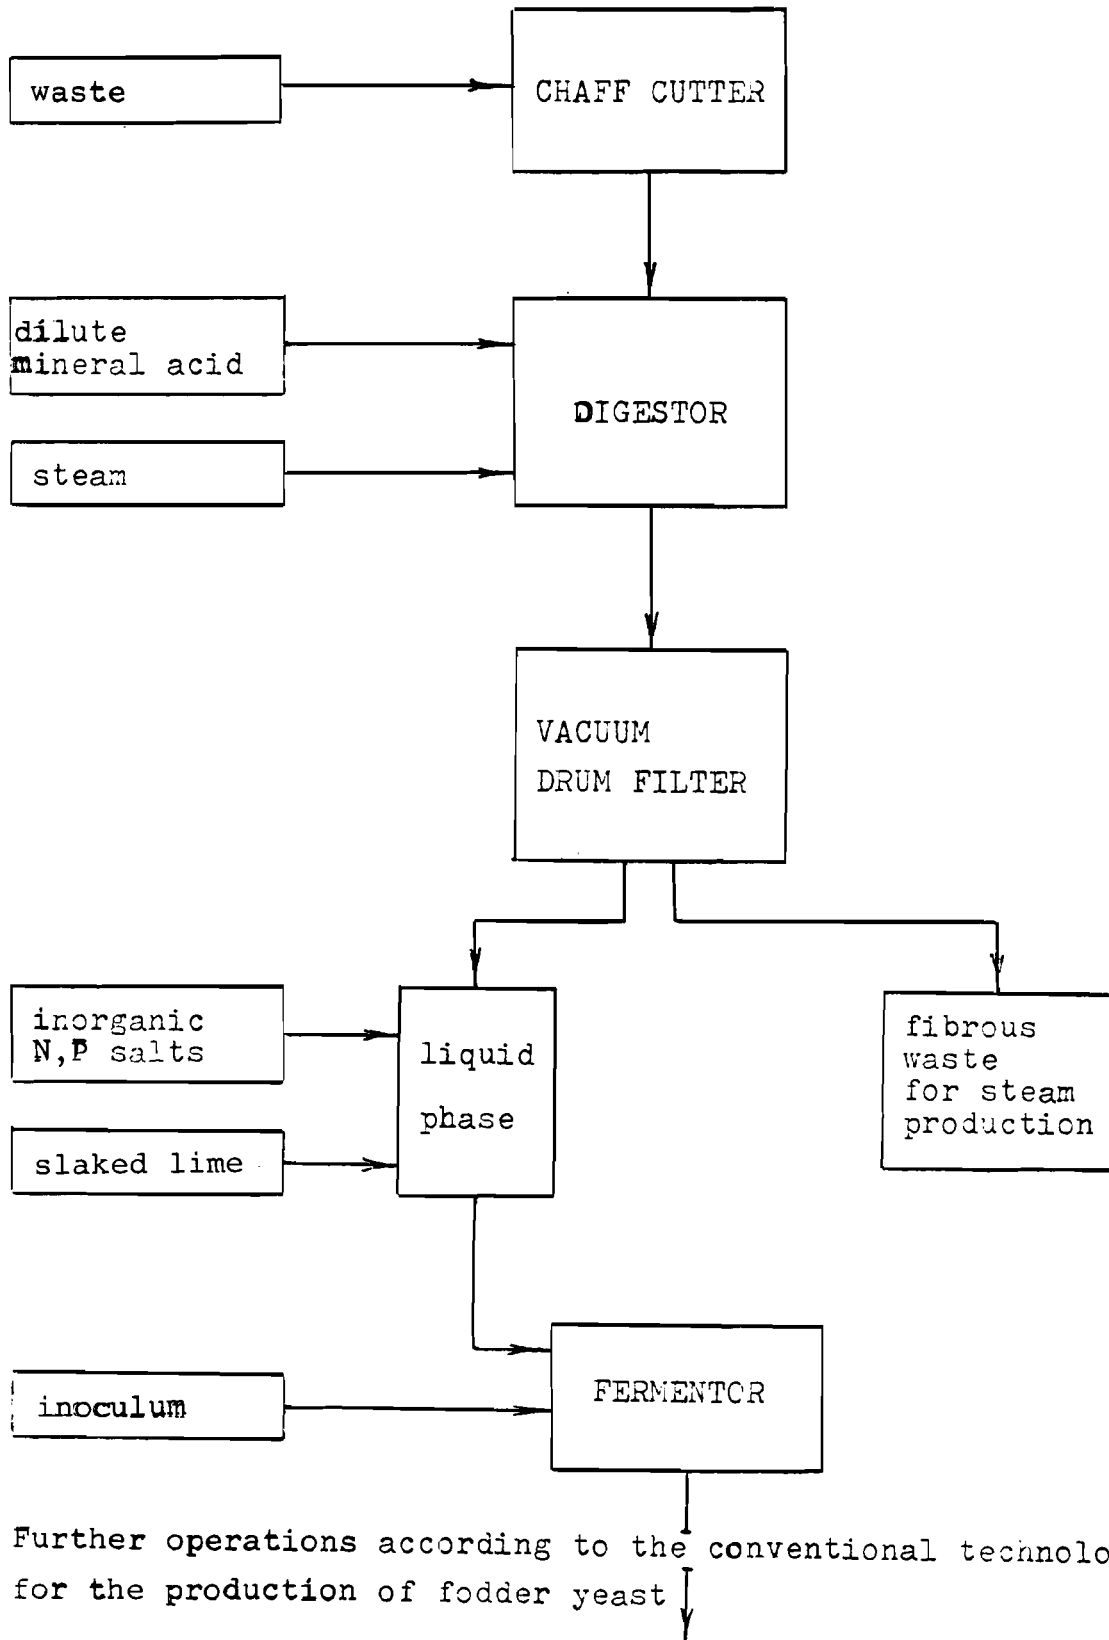 waste
CHAFF CUTTER
dilute
mineral acid
DIGESTOR
steam
VACUUM
DRUM FILTER
inorganic
N,P salts
liquid
phase
slaked lime
fibrous
waste
for steam
production
FERMENTOR
inoculum
Further operations according to the conventional technolo
for the production of fodder yeast